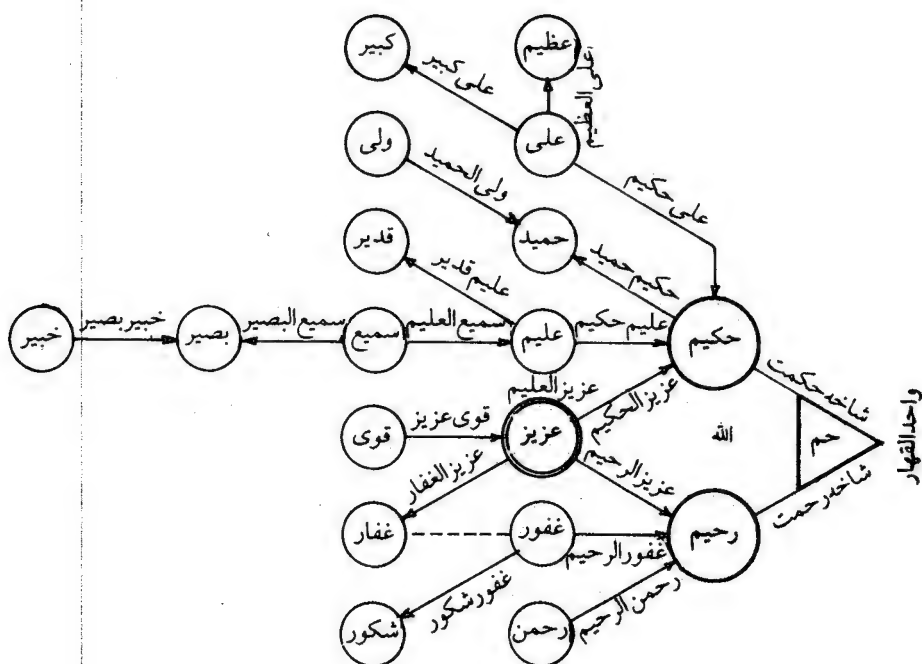 عظیم
کبیر
علی العظیم
علی کبیر
علی
ولی
علی حکیم
ولی الحمید
حمید
قدیر
حکیم حمید
علیم قدیر
علیم حکیم
سمیع العلیم
سمیع البصیر
خبیر بصیر
حکیم
علیم
سمیع
بصیر
خبیر
شاخه حکمت
عزیز العلیم
عزیز الحکیم
قوی عزیز
واحد القهار
حم
الله
عزیز
قوی
عزیز الرحیم
عزیز الغفار
شاخه رحمت
رحیم
غفور
غفار
غفور الرحیم
غفور شکور
رحمن الرحیم
رحمن
شکور